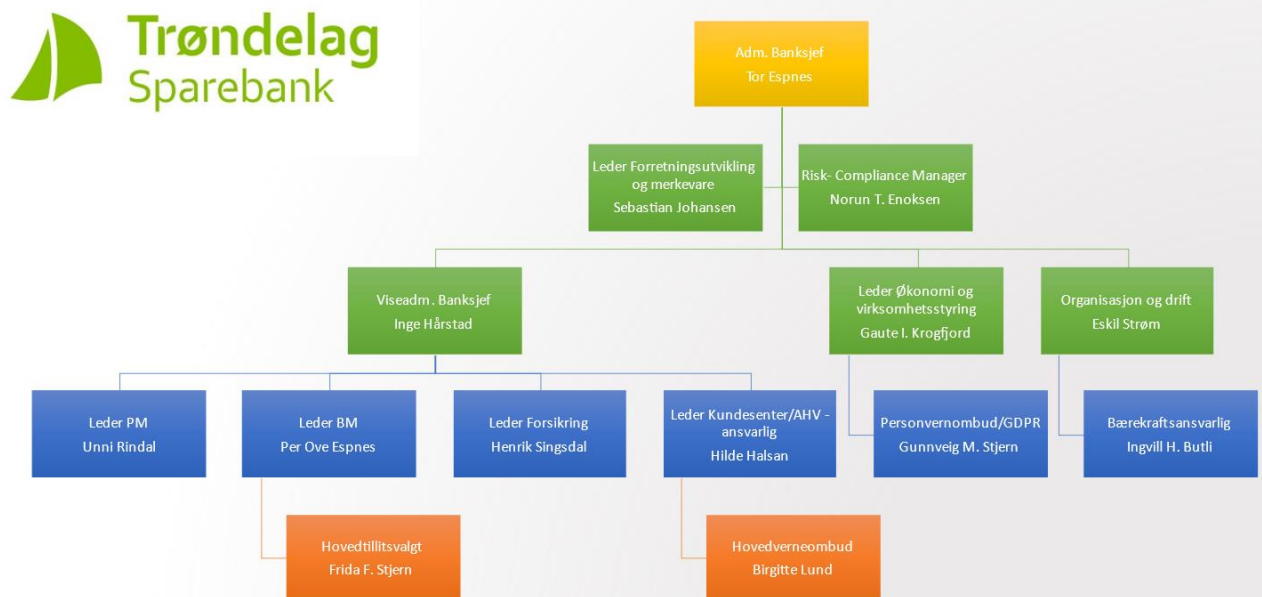 Trøndelag
Sparebank
Adm. Banksjef
Tor Espnes
Leder Forretningsutvikling
og merkevare
Sebastian Johansen
Risk- Compliance Manager
Norun T. Enoksen
Viseadm. Banksjef
Inge Hårstad
Leder Økonomi og
virksomhetsstyring
Gaute I. Krogfjord
Organisasjon og drift
Eskil Strøm
Leder PM
Unni Rindal
Leder BM
Per Ove Espnes
Leder Forsikring
Henrik Singsdal
Leder Kundesenter/AHV -
ansvarlig
Hilde Halsan
Personvernombud/GDPR
Gunnveig M. Stjern
Bærekraftsansvarlig
Ingvill H. Butli
Hovedtillitsvalgt
Frida F. Stjern
Hovedverneombud
Birgitte Lund